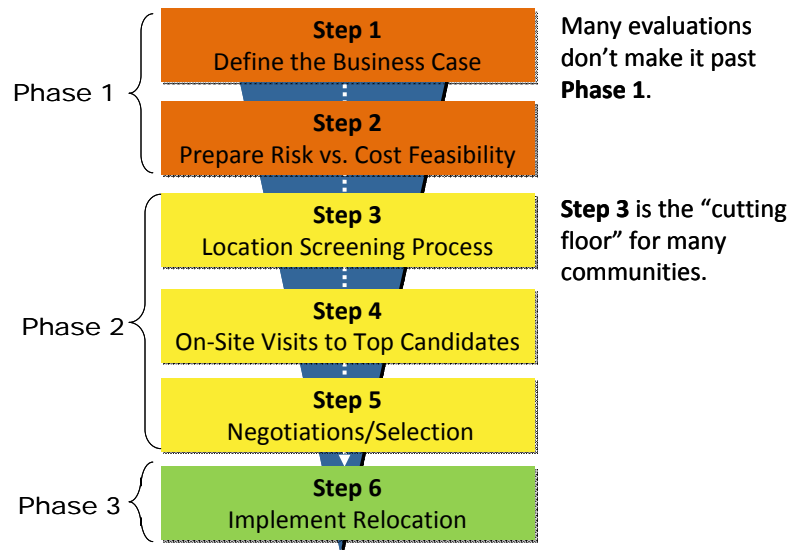 Phase 1
Step 1
Define the Business Case
Step 2
Prepare Risk vs. Cost Feasibility
Many evaluations
don’t make it past
Phase 1.
Phase 2
Step 3
Location Screening Process
Step 3 is the “cutting
floor” for many
communities.
Step 4
On-Site Visits to Top Candidates
Step 5
Negotiations/Selection
Phase 3
Step 6
Implement Relocation